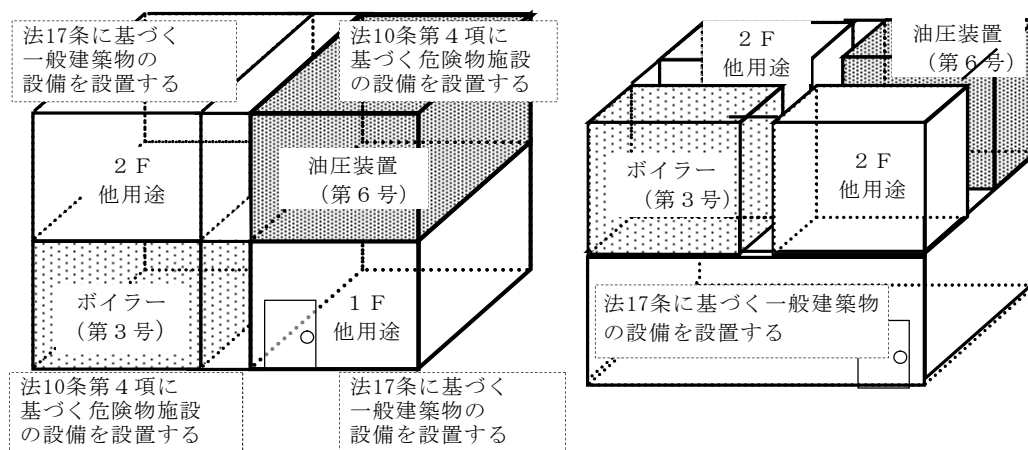 法17条に基づく
一般建築物の
設備を設置する
法10条第４項に
基づく危険物施設
の設備を設置する
２Ｆ
他用途
油圧装置
（第６号）
ボイラー
（第３号）
１Ｆ
他用途
法10条第４項に
基づく危険物施設
の設備を設置する
法17条に基づく
一般建築物の
設備を設置する
２Ｆ
他用途
油圧装置
（第６号）
ボイラー
（第３号）
２Ｆ
他用途
法17条に基づく一般建築物
の設備を設置する